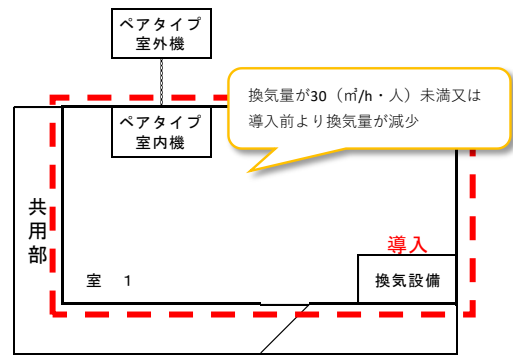 ペアタイプ
室外機
換気量が30（㎥/h・人）未満又は
導入前より換気量が減少
ペアタイプ
室内機
共用部
導入
換気設備
室 1